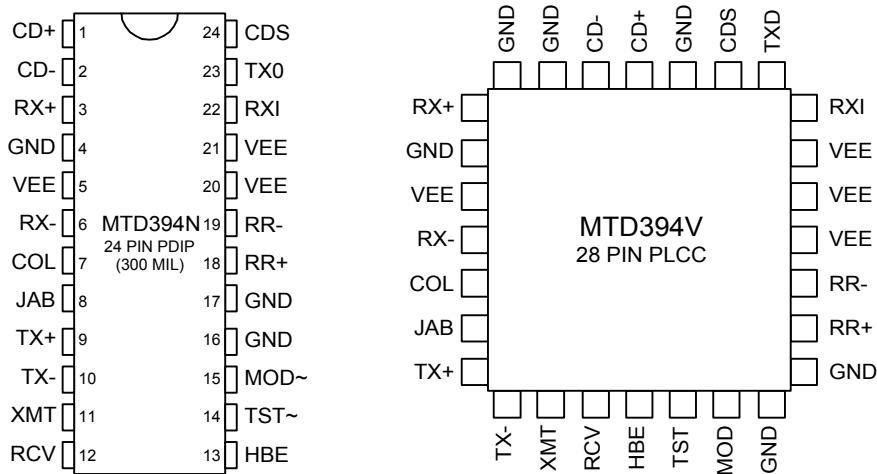 CD+ 1 24 CDS
CD- 2 23 TX0
RX+ 3 22 RXI
GND 4 21 VEE
VEE 5 20 VEE
RX- 6 MTD394N 19 RR-
24 PIN PDIP
COL 7 (300 MIL) 18 RR+
JAB 8 17 GND
TX+ 9 16 GND
TX- 10 15 MOD~
XMT 11 14 TST~
RCV 12 13 HBE
GND GND CD- CD+ GND CDS TXD
RX+ RXI
GND VEE
VEE VEE
MTD394V
RX- VEE
28 PIN PLCC
COL RR-
JAB RR+
TX+ GND
TX- XMT RCV HBE TST MOD GND